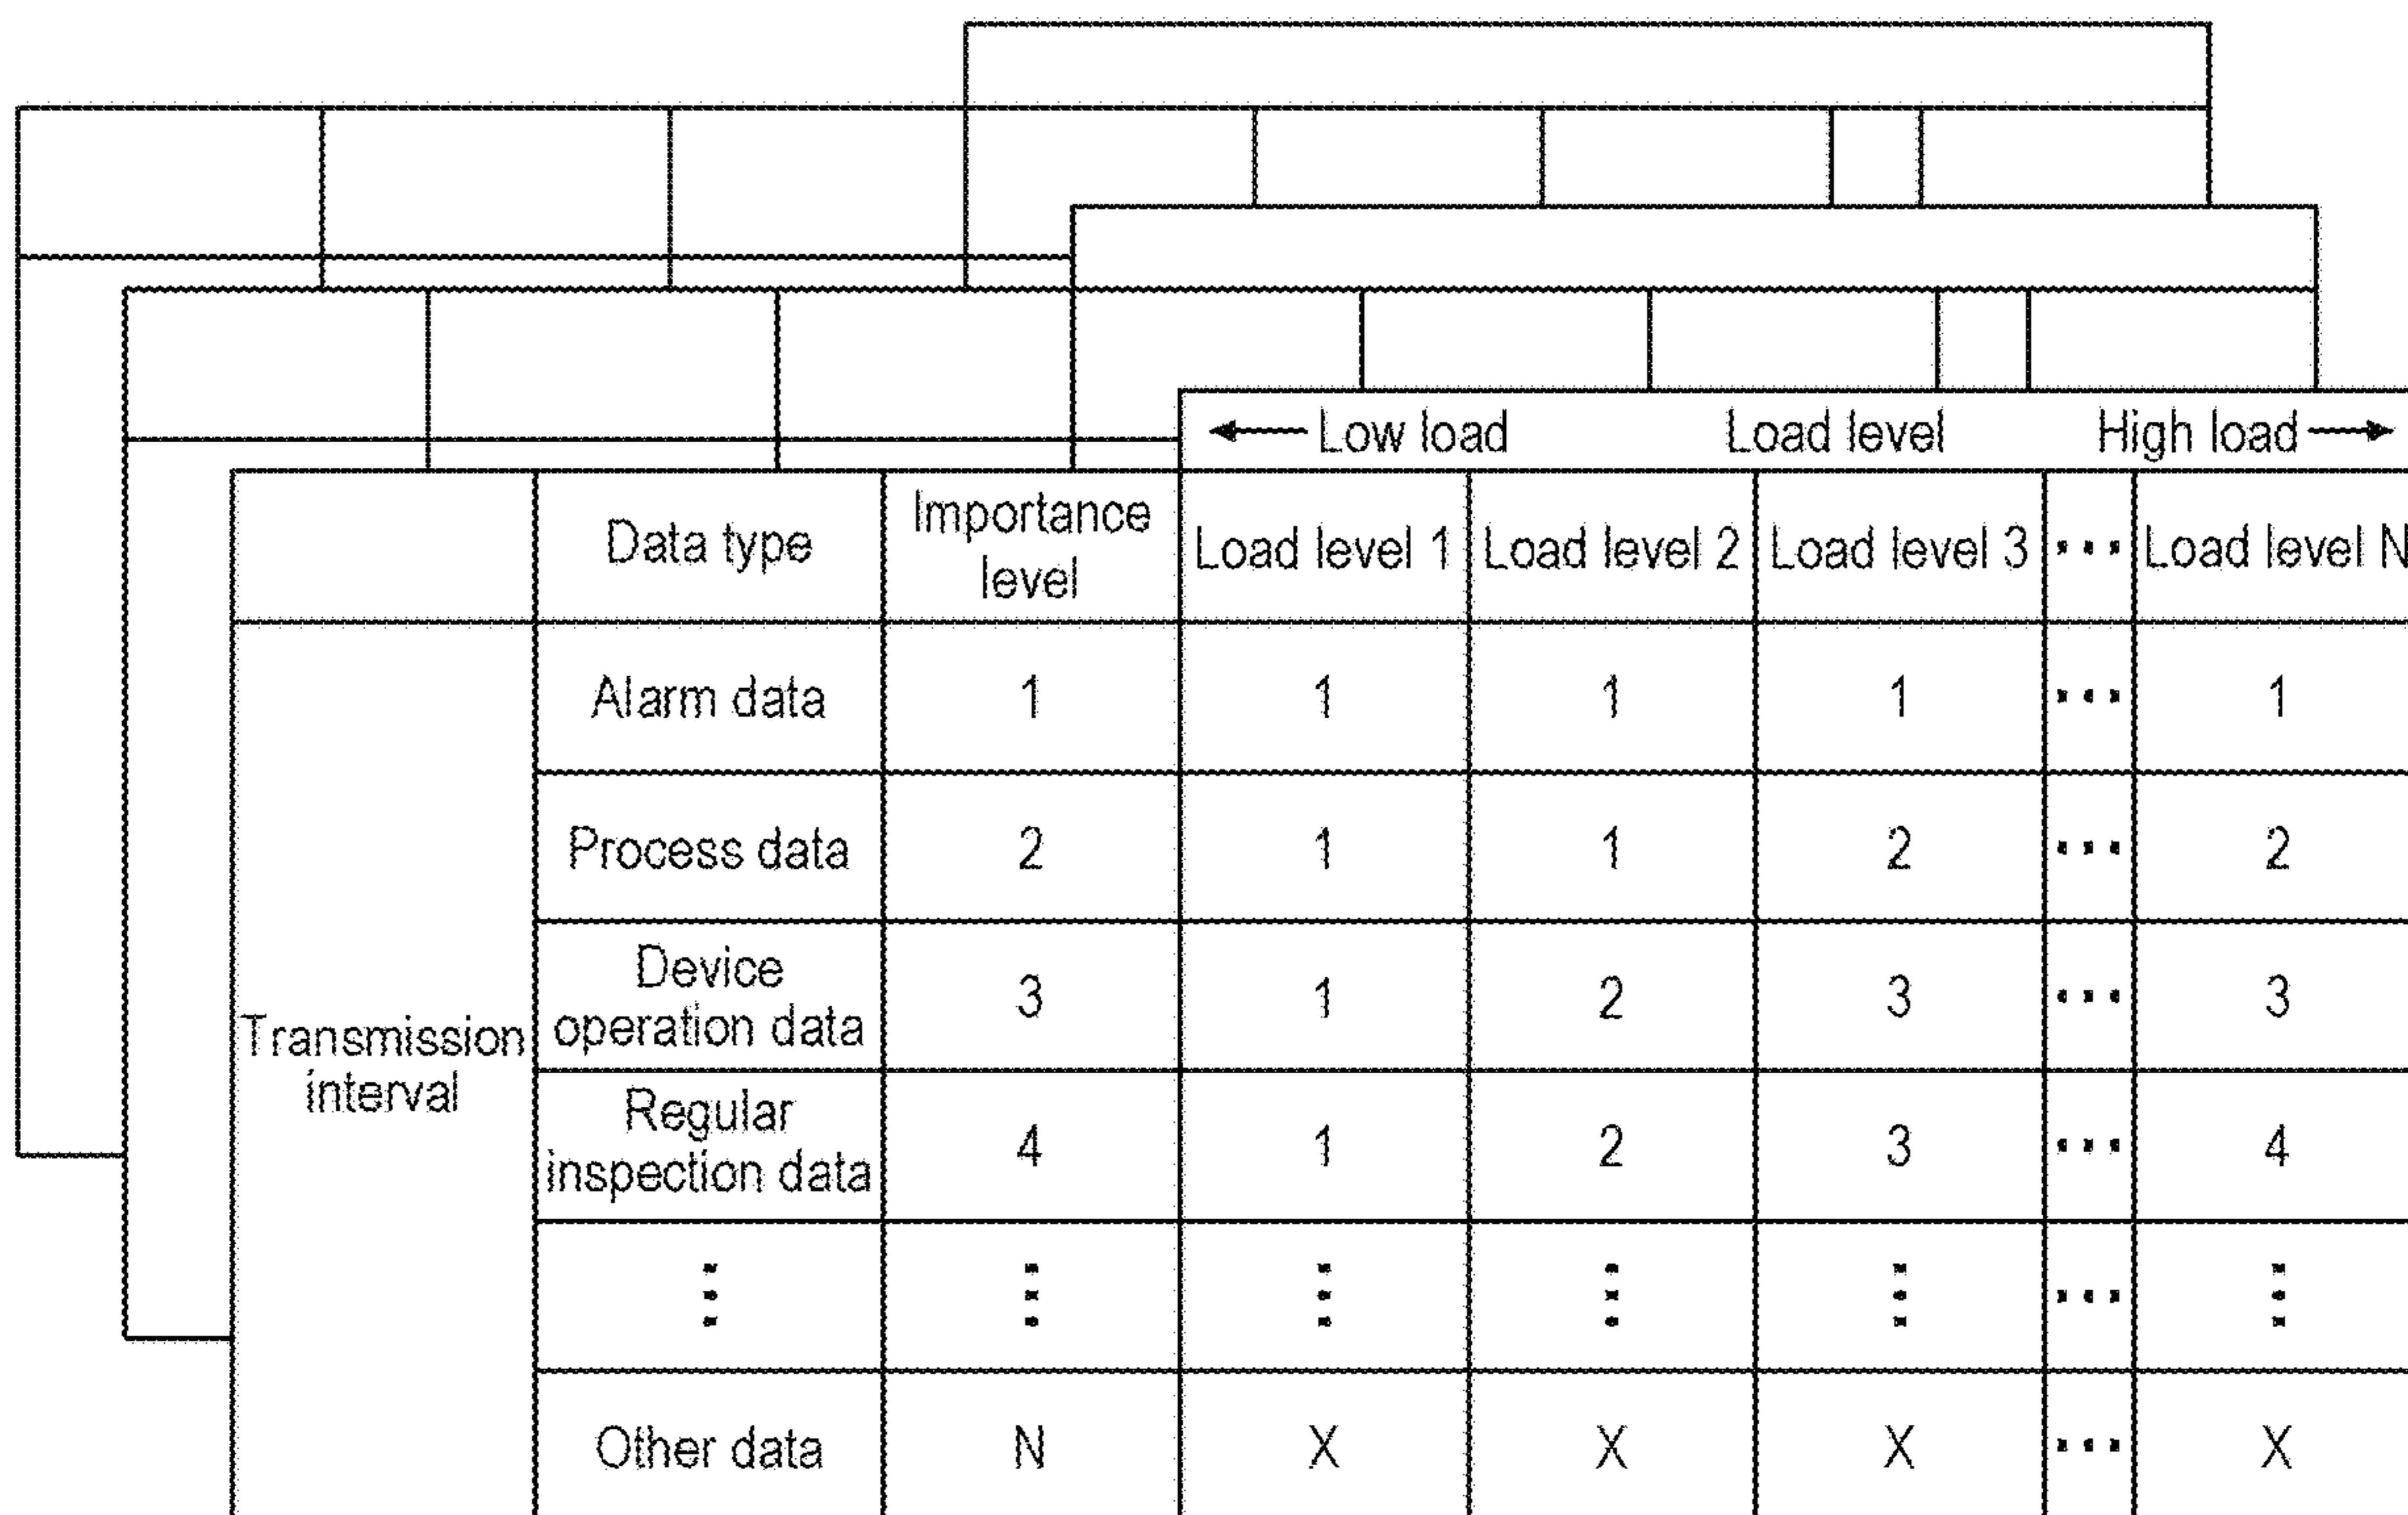 ← Low load Load level High load →
Data type Importance level Load level 1 Load level 2 Load level 3 ... Load level N
Transmission interval
Alarm data 1 1 1 1 ... 1
Process data 2 1 1 2 ... 2
Device operation data 3 1 2 3 ... 3
Regular inspection data 4 1 2 3 ... 4
⋮ ⋮ ⋮ ⋮ ⋮ ... ⋮
Other data N X X X ... X